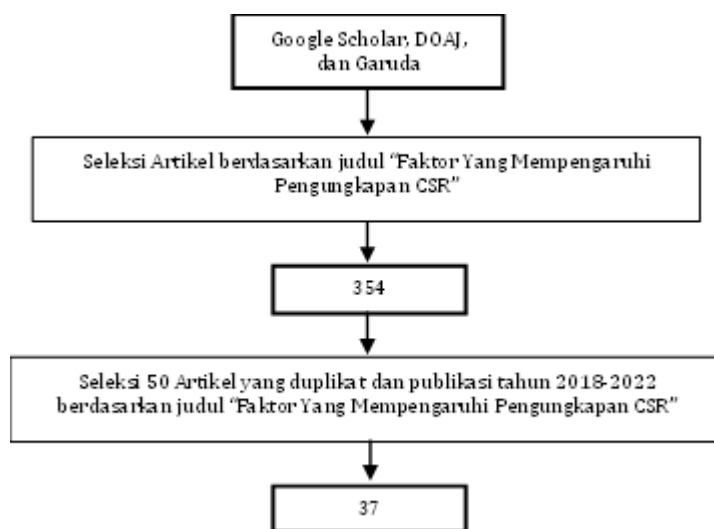 Google Scholar, DOAJ,
dan Garuda
Seleksi Artikel berdasarkan judul “Faktor Yang Mempengaruhi
Pengungkapan CSR”
354
Seleksi 50 Artikel yang duplikat dan publikasi tahun 2018-2022
berdasarkan judul “Faktor Yang Mempengaruhi Pengungkapan CSR”
37